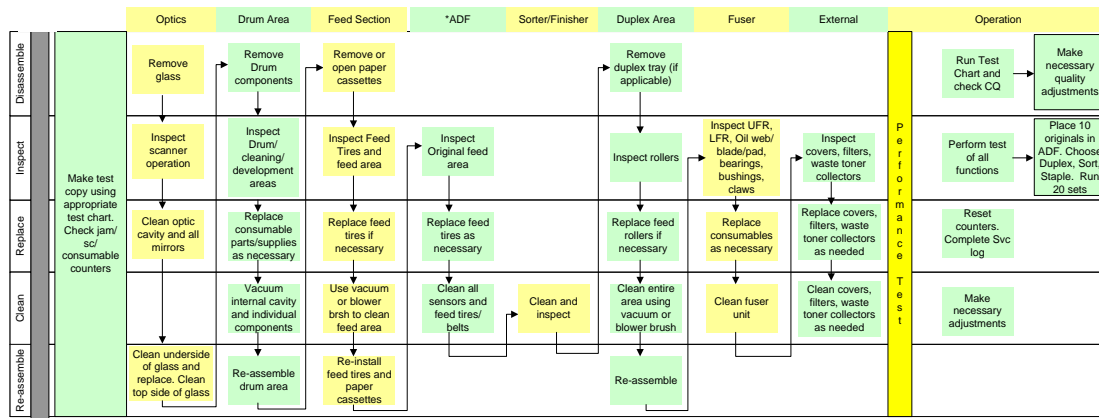 Optics
Drum Area
Feed Section
*ADF
Sorter/Finisher
Duplex Area
Fuser
External
Operation
Disassemble
Inspect
Replace
Clean
Re-assemble
Make test
copy using
appropriate
test chart.
Check jam/
sc/
consumable
counters
Remove
glass
Inspect
scanner
operation
Clean optic
cavity and all
mirrors
Clean underside
of glass and
replace. Clean
top side of glass
Remove
Drum
components
Inspect
Drum/
cleaning/
development
areas
Replace
consumable
parts/supplies
as necessary
Vacuum
internal cavity
and individual
components
Re-assemble
drum area
Remove or
open paper
cassettes
Inspect Feed
Tires and
feed area
Replace feed
tires if
necessary
Use vacuum
or blower
brsh to clean
feed area
Re-install
feed tires and
paper
cassettes
Inspect
Original feed
area
Replace feed
tires as
necessary
Clean all
sensors and
feed tires/
belts
Clean and
inspect
Remove
duplex tray (if
applicable)
Inspect rollers
Replace feed
rollers if
necessary
Clean entire
area using
vacuum or
blower brush
Re-assemble
Inspect UFR,
LFR, Oil web/
blade/pad,
bearings,
bushings,
claws
Replace
consumables
as necessary
Clean fuser
unit
Inspect
covers, filters,
waste toner
collectors
Replace covers,
filters, waste
toner collectors
as needed
Clean covers,
filters, waste
toner collectors
as needed
Performance Test
Run Test
Chart and
check CQ
Make
necessary
quality
adjustments
Perform test
of all
functions
Place 10
originals in
ADF. Choose
Duplex, Sort,
Staple. Run
20 sets
Reset
counters.
Complete Svc
log
Make
necessary
adjustments